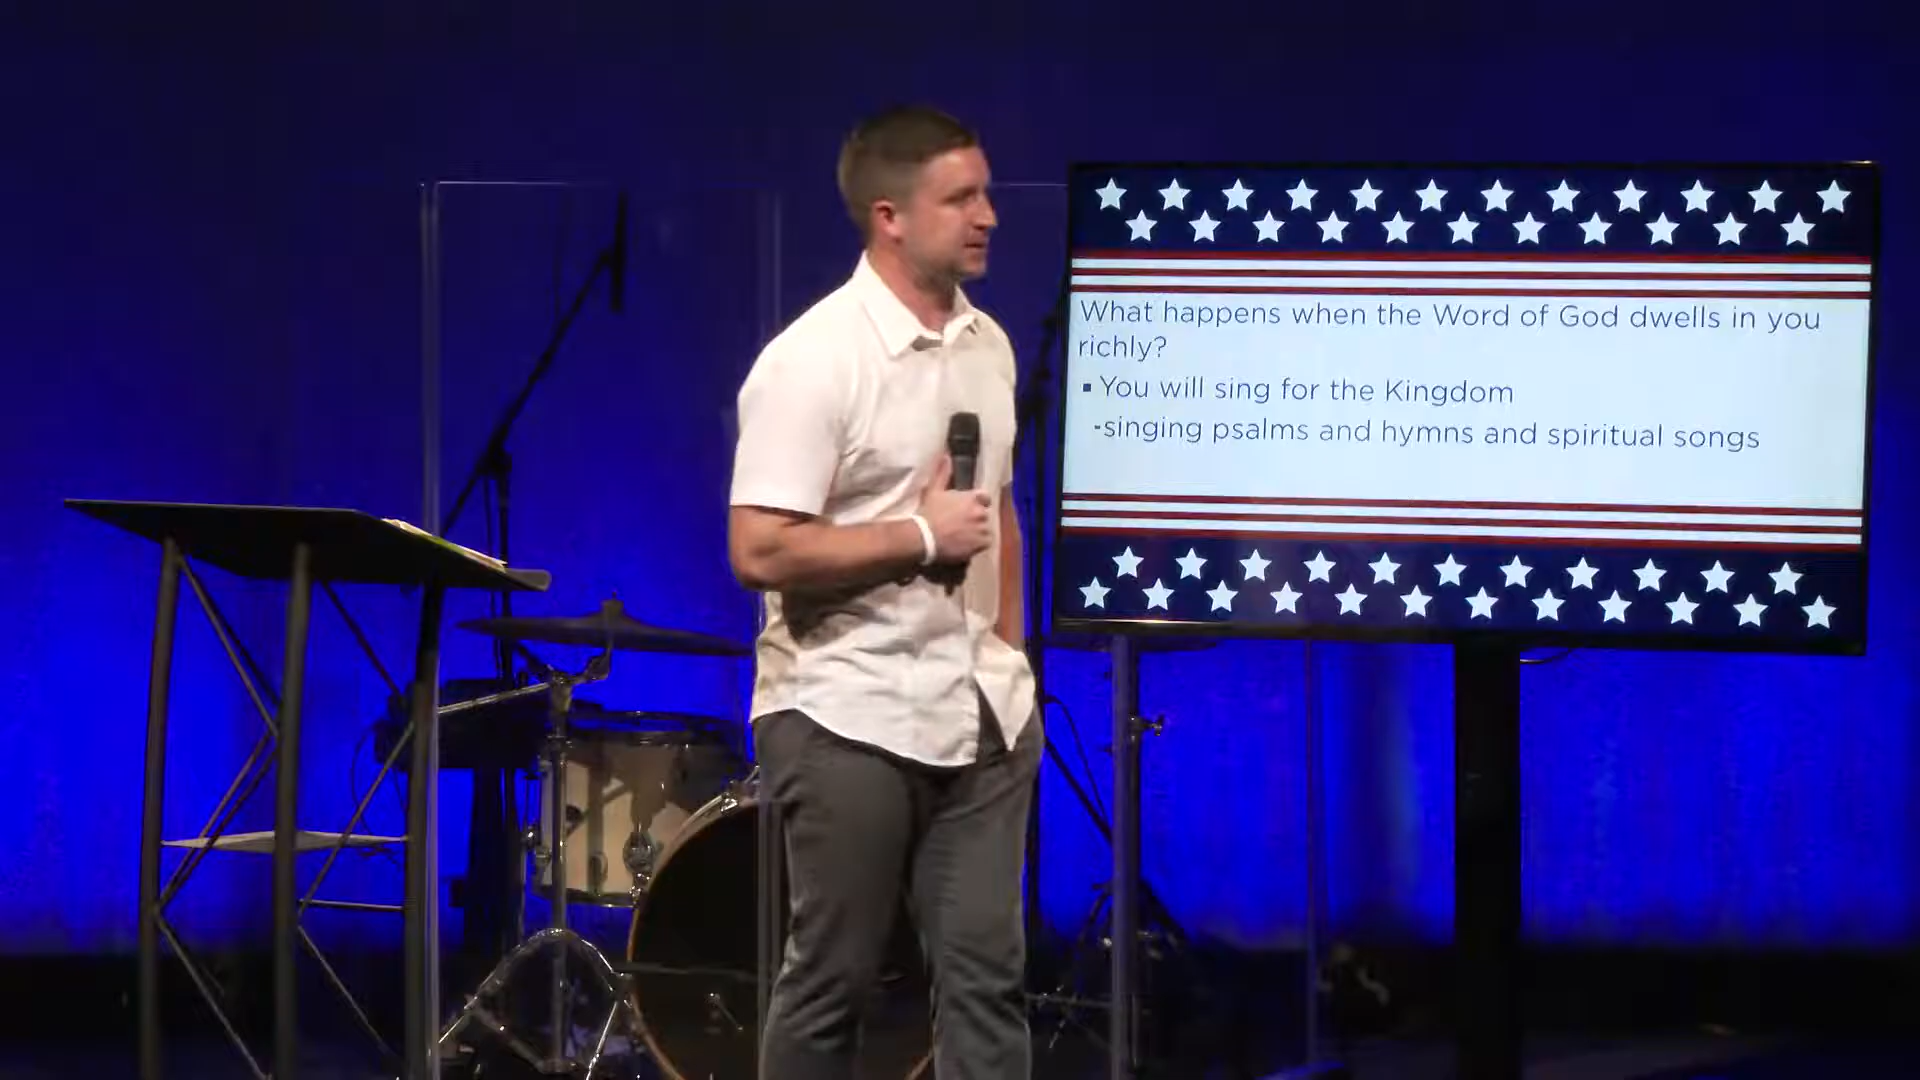 What happens when the Word of God dwells in you
richly?
▪ You will sing for the Kingdom
-singing psalms and hymns and spiritual songs